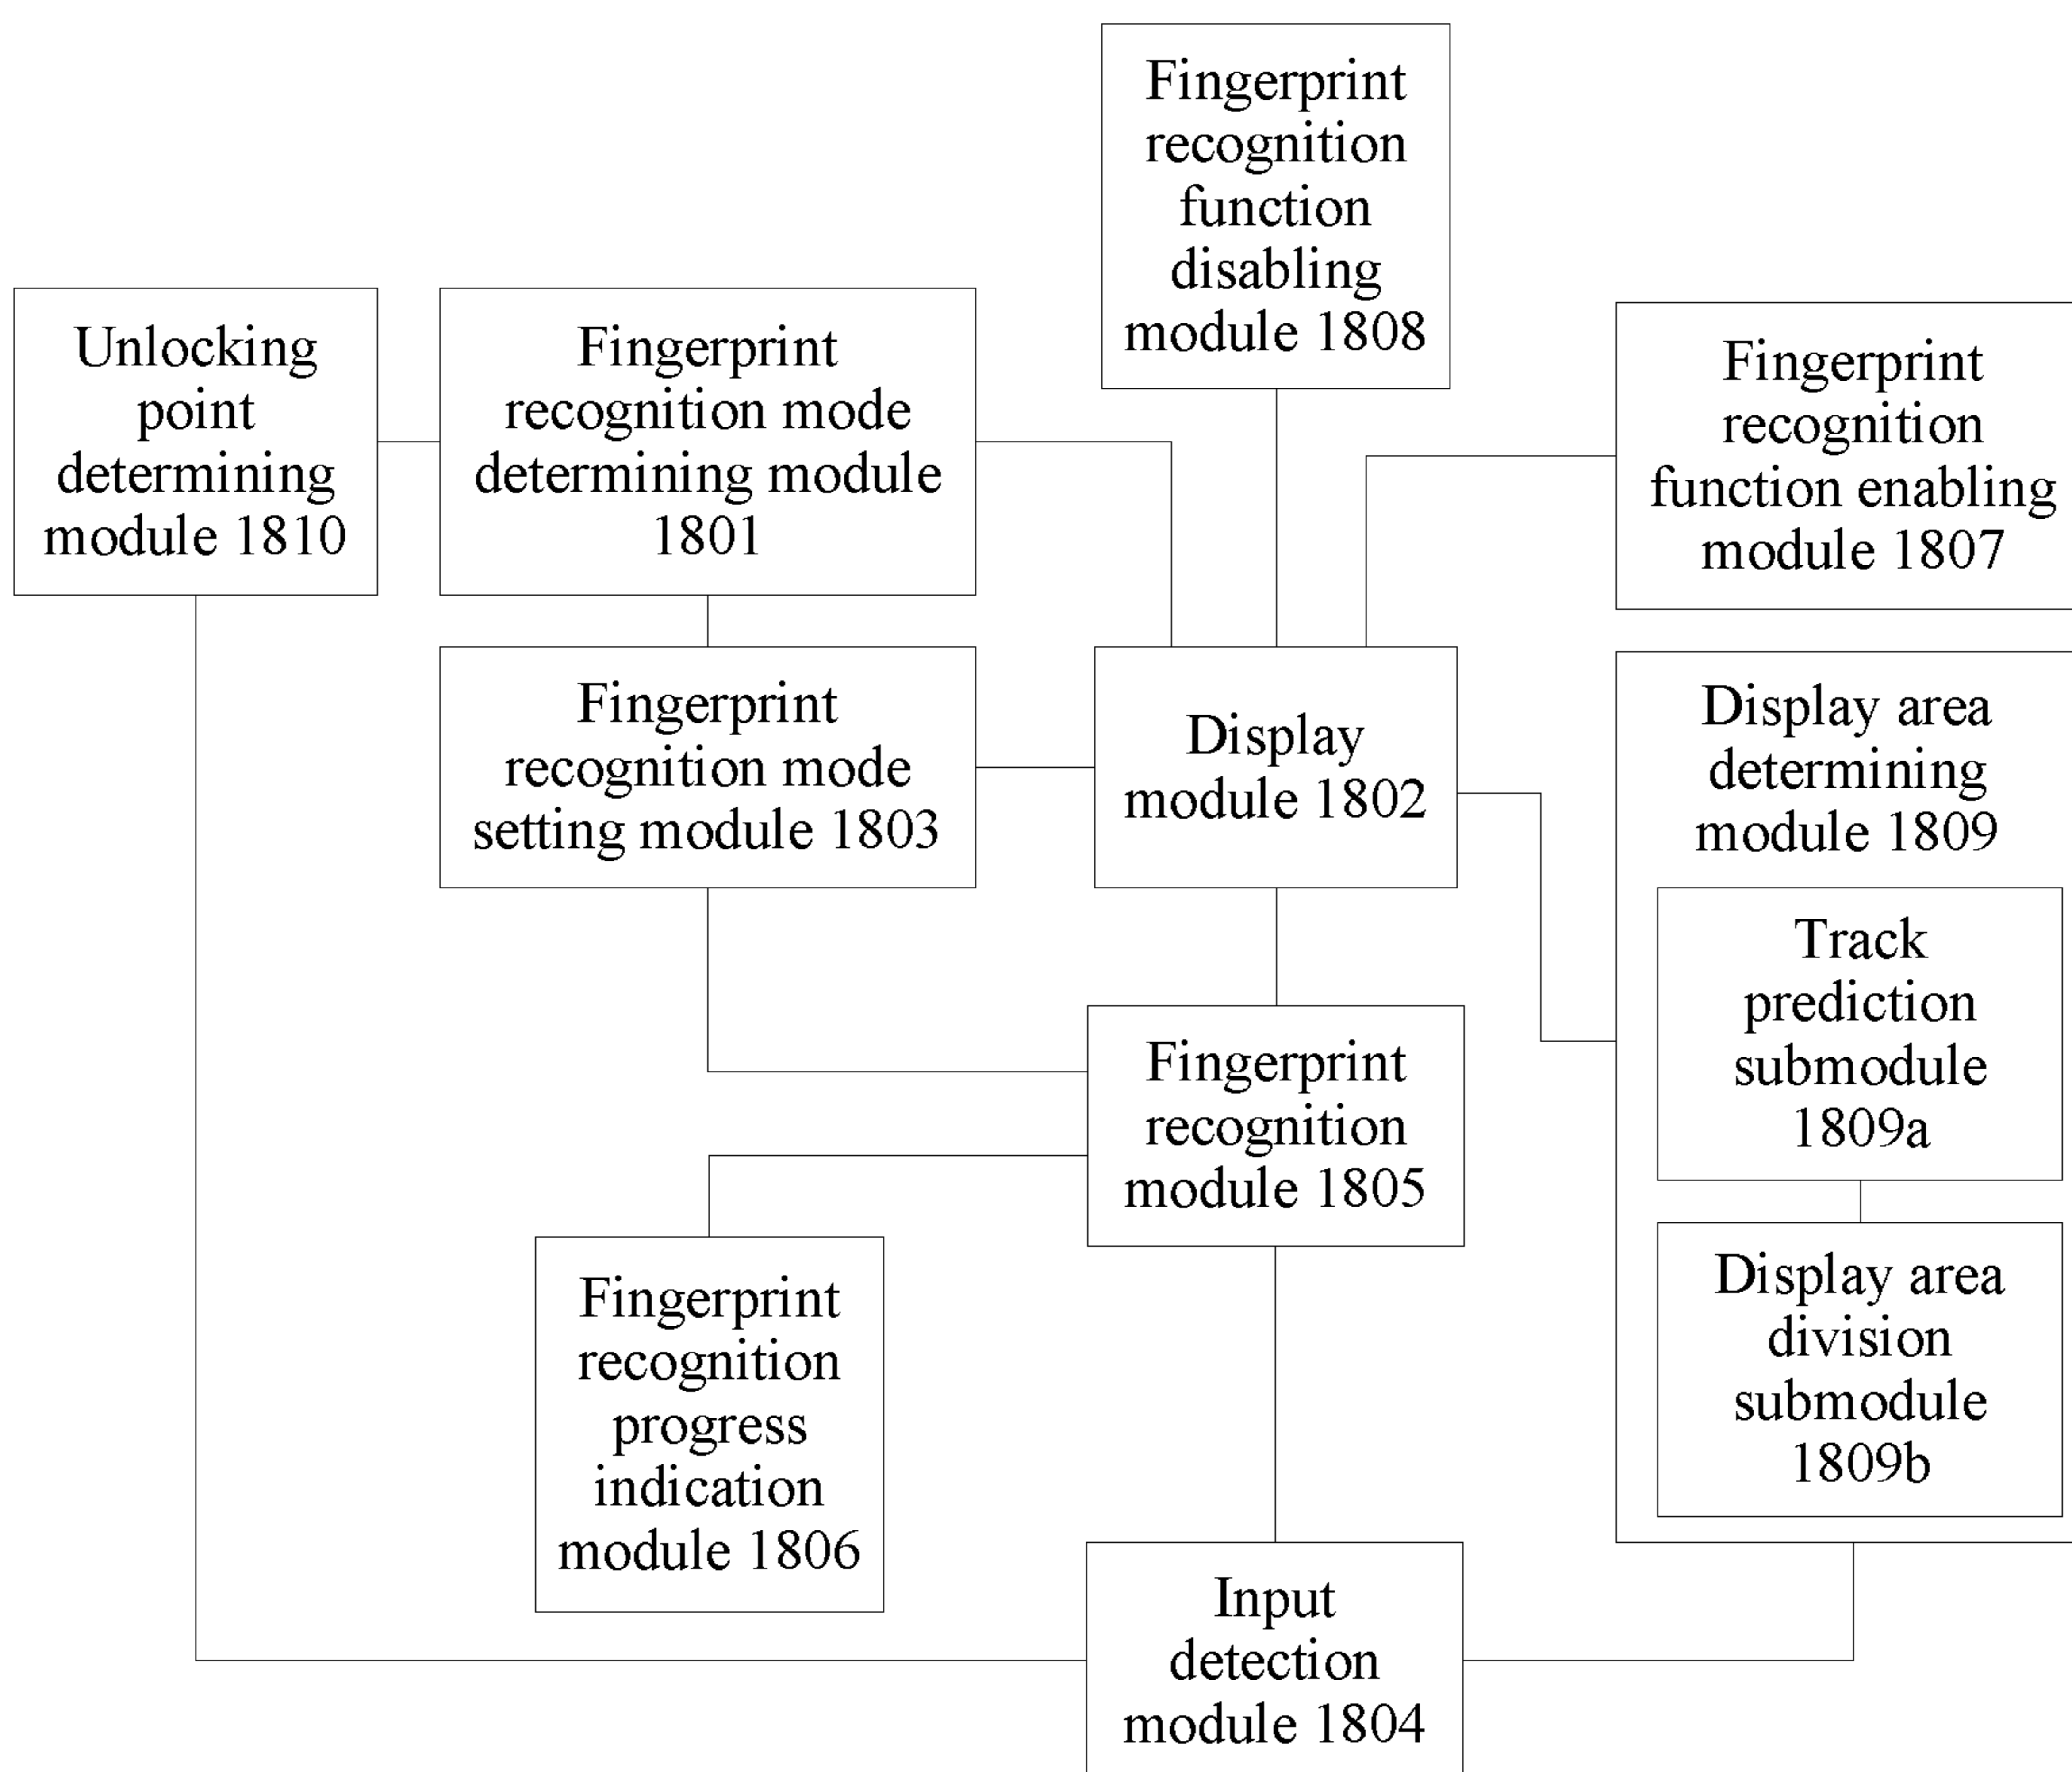 Fingerprint
recognition
function
disabling
module 1808
Unlocking
point
determining
module 1810
Fingerprint
recognition mode
determining module
1801
Fingerprint
recognition
function enabling
module 1807
Fingerprint
recognition mode
setting module 1803
Display
module 1802
Display area
determining
module 1809
Track
prediction
submodule
1809a
Fingerprint
recognition
module 1805
Display area
division
submodule
1809b
Fingerprint
recognition
progress
indication
module 1806
Input
detection
module 1804